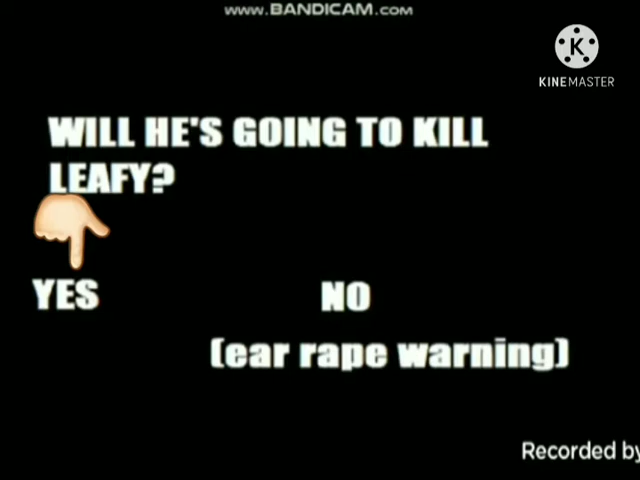 www.BANDICAM.com
KINEMASTER
WILL HE'S GOING TO KILL
LEAFY?
YES
NO
(ear rape warning)
Recorded by